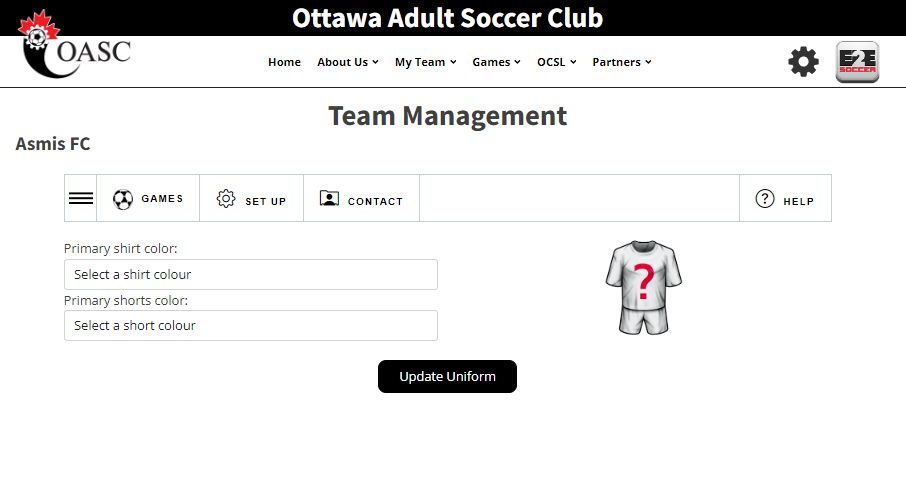 Ottawa Adult Soccer Club
OASC
Home About Us My Team Games OCSL Partners
E2E
SOCCER
Team Management
Asmis FC
GAMES SET UP CONTACT HELP
Primary shirt color:
Select a shirt colour
?
Primary shorts color:
Select a short colour
Update Uniform